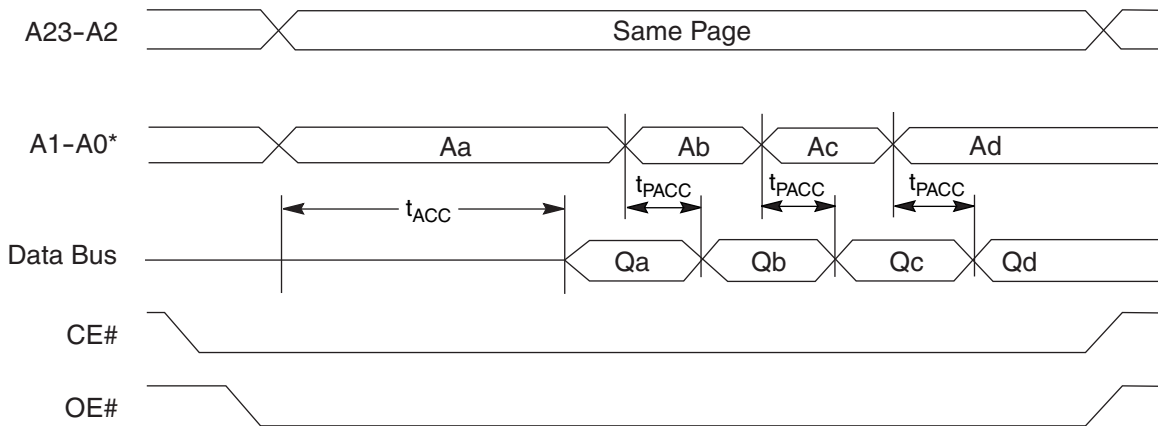 A23–A2 Same Page
A1–A0* Aa Ab Ac Ad
tACC tPACC tPACC tPACC
Data Bus Qa Qb Qc Qd
CE#
OE#